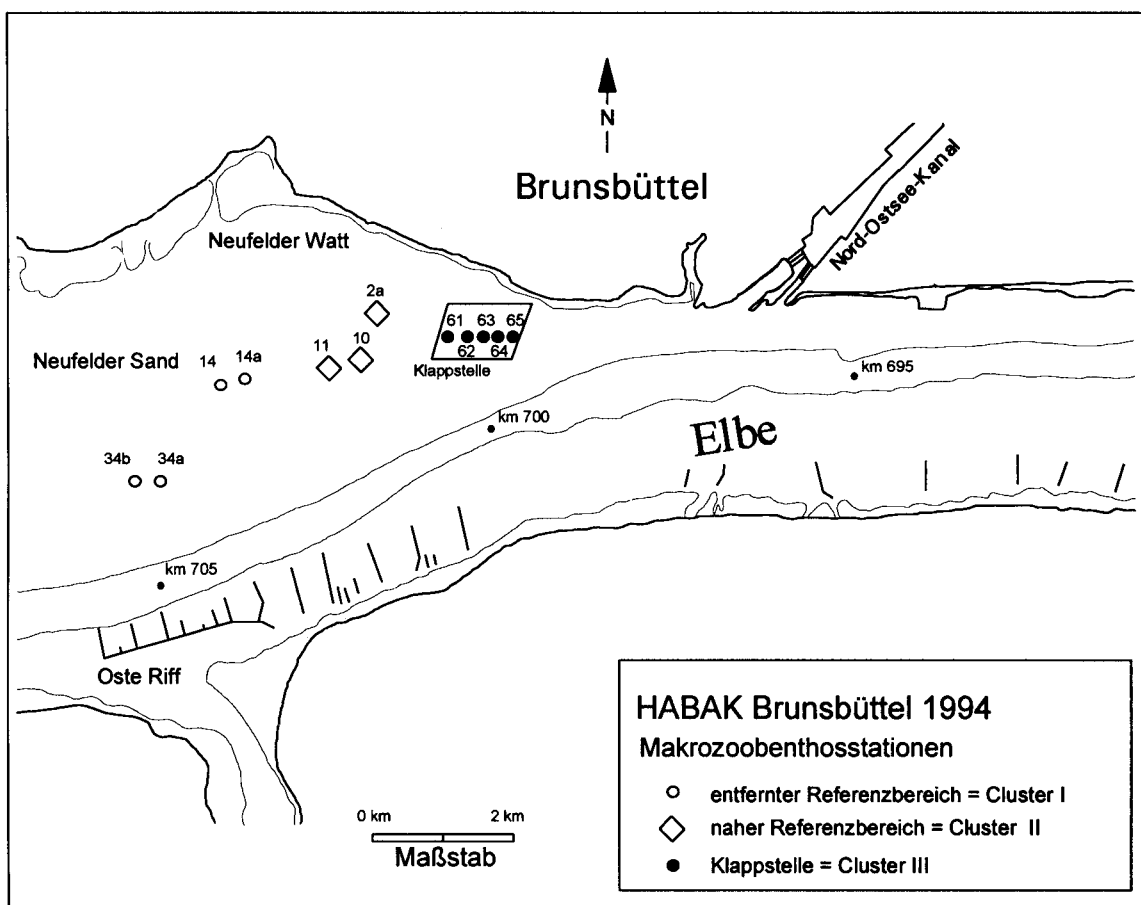 N
Brunsbüttel
Nord-Ostsee-Kanal
Neufelder Watt
2a
61 63 65
62 64
Klappstelle
11 10
Neufelder Sand
14 14a
km 695
km 700
Elbe
34b 34a
km 705
Oste Riff
0 km 2 km
Maßstab
HABAK Brunsbüttel 1994
Makrozoobenthosstationen
entfernter Referenzbereich = Cluster I
naher Referenzbereich = Cluster II
Klappstelle = Cluster III